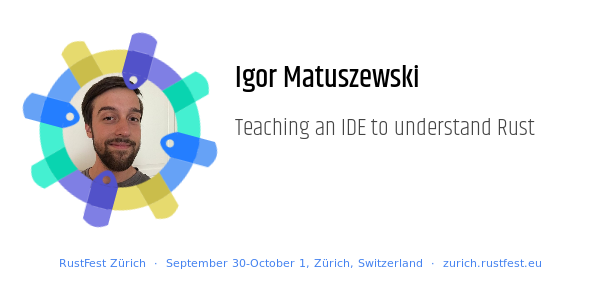 Igor Matuszewski
Teaching an IDE to understand Rust
RustFest Zürich · September 30-October 1, Zürich, Switzerland · zurich.rustfest.eu